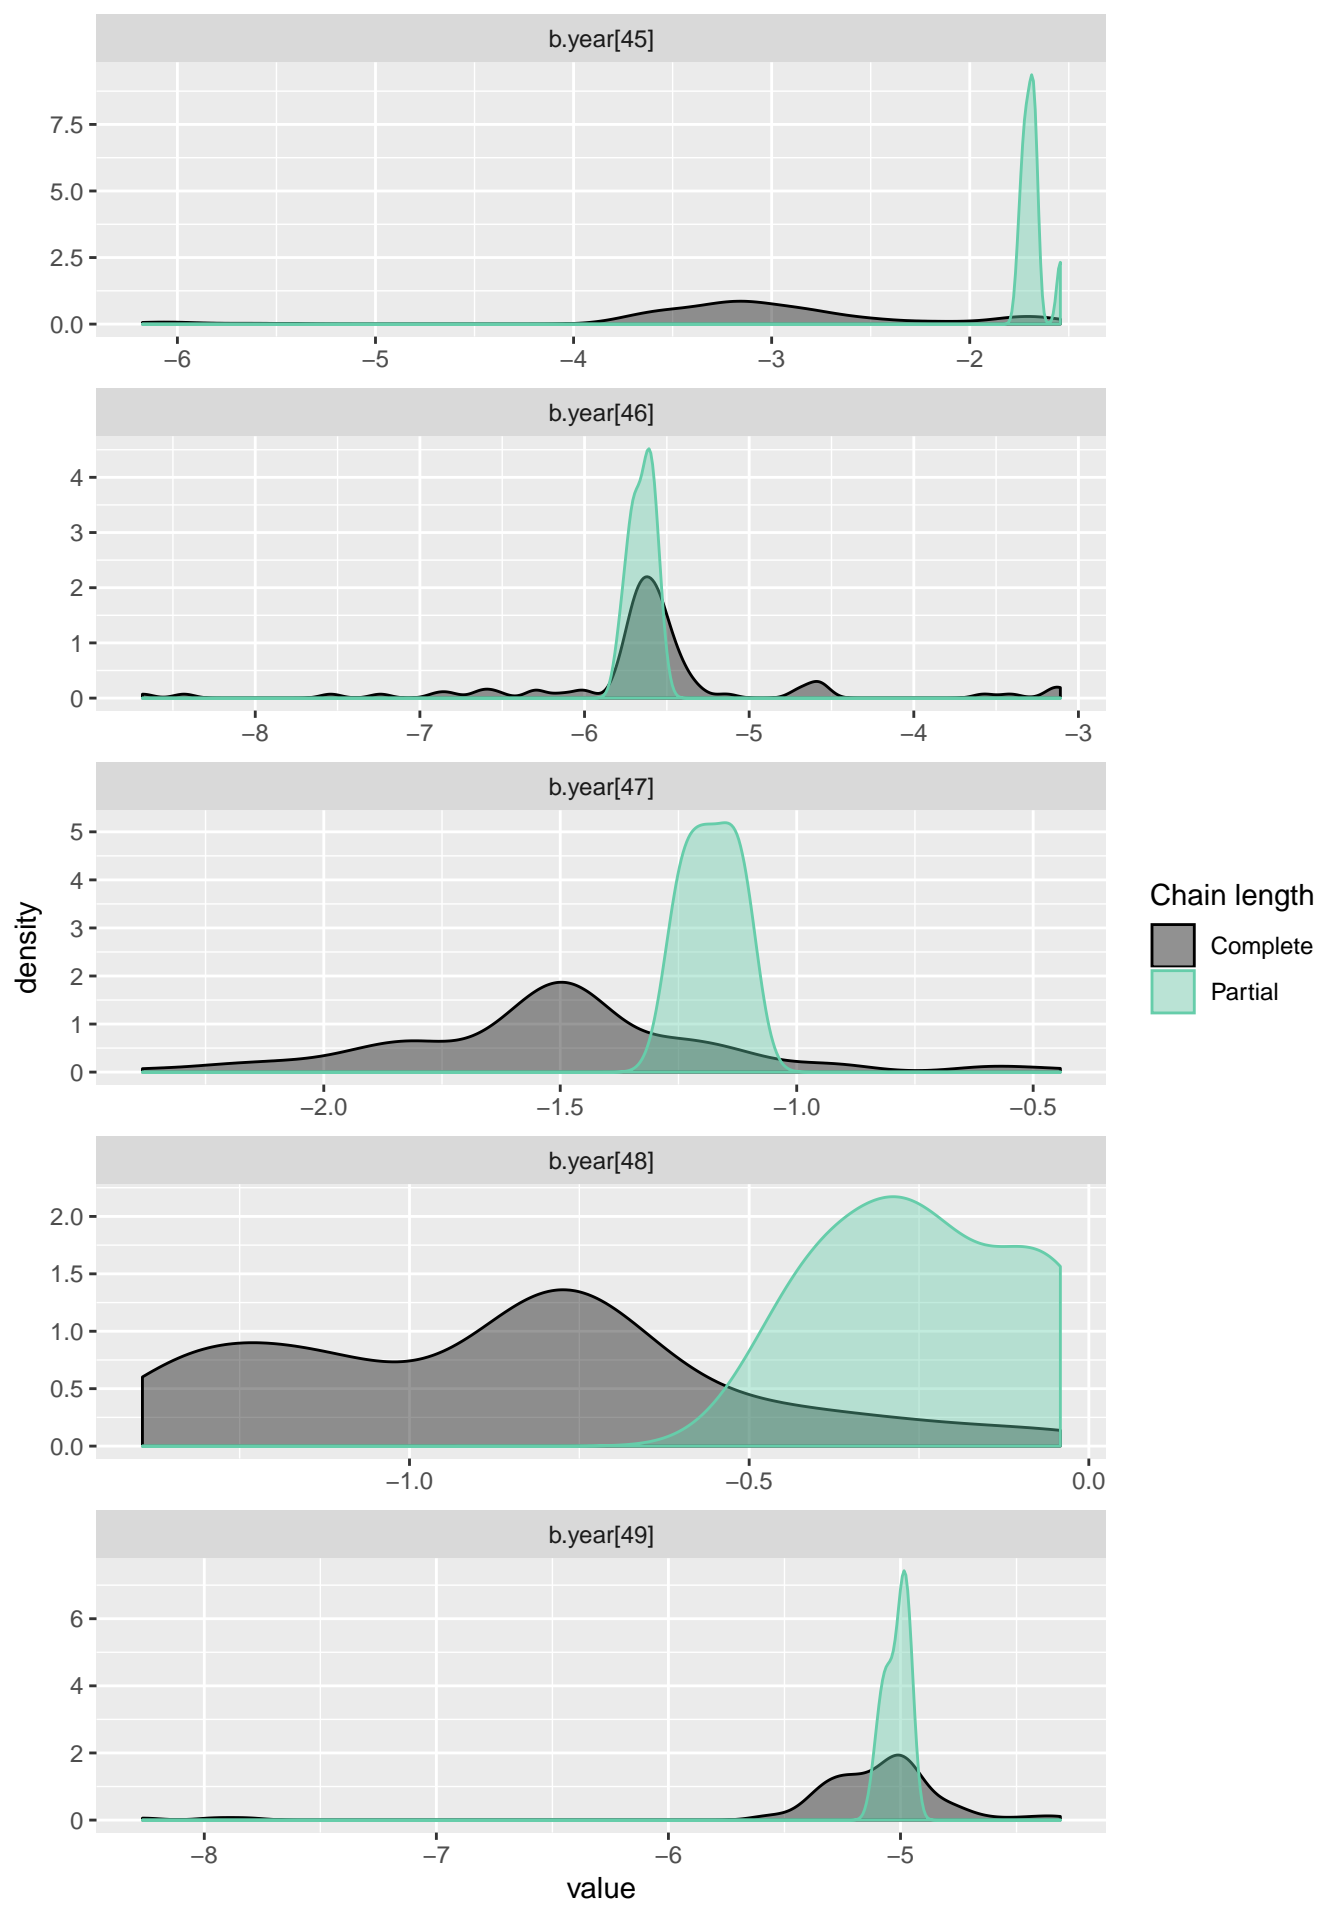 b.year[45]
7.5
5.0
2.5
0.0
−6 −5 −4 −3 −2
b.year[46]
4
3
2
1
0
−8 −7 −6 −5 −4 −3
b.year[47]
5
4
3
2
1
0
−2.0 −1.5 −1.0 −0.5
density
Chain length
Complete
Partial
b.year[48]
2.0
1.5
1.0
0.5
0.0
−1.0 −0.5 0.0
b.year[49]
6
4
2
0
−8 −7 −6 −5
value